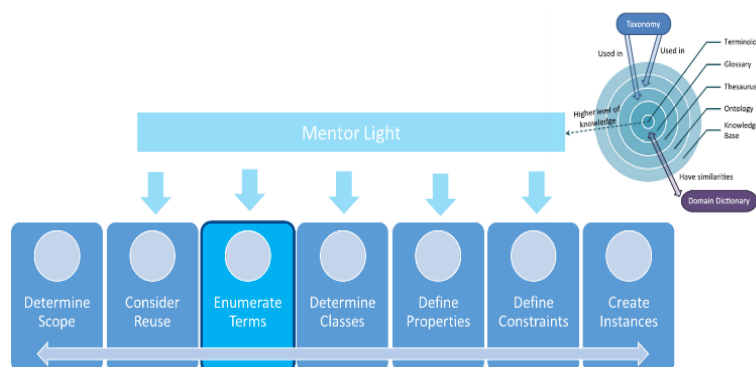 Taxonomy
Used in
Used in
Terminolo
Glossary
Thesaurus
Ontology
Knowledge
Base
Higher level of
knowledge
Have similarities
Domain Dictionary
Mentor Light
Determine
Scope
Consider
Reuse
Enumerate
Terms
Determine
Classes
Define
Properties
Define
Constraints
Create
Instances